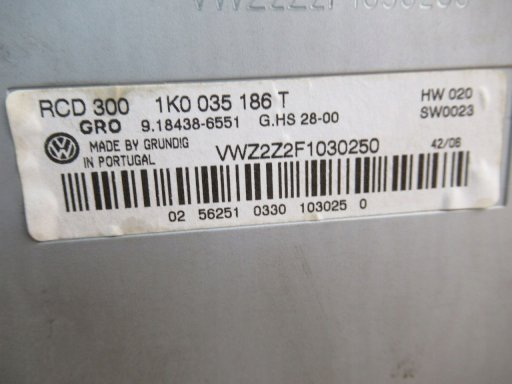 VWZ2Z2F1030250
RCD 300 1K0 035 186 T HW 020
GRO 9.18438-6551 G.HS 28-00 SW0023
MADE BY GRUNDIG
IN PORTUGAL VWZ2Z2F1030250 42/06
02 56251 0330 103025 0